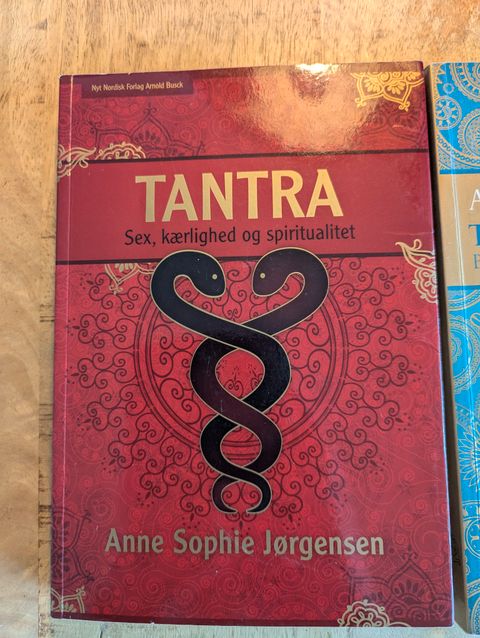 Nyt Nordisk Forlag Arnold Busck
TANTRA
Sex, kærlighed og spiritualitet
Anne Sophie Jørgensen